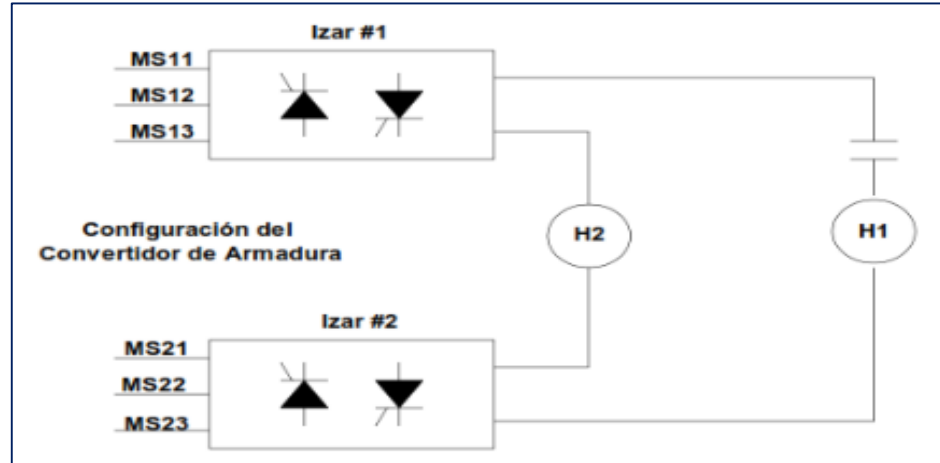 Izar #1
MS11
MS12
MS13
Configuración del
Convertidor de Armadura
H2
H1
Izar #2
MS21
MS22
MS23